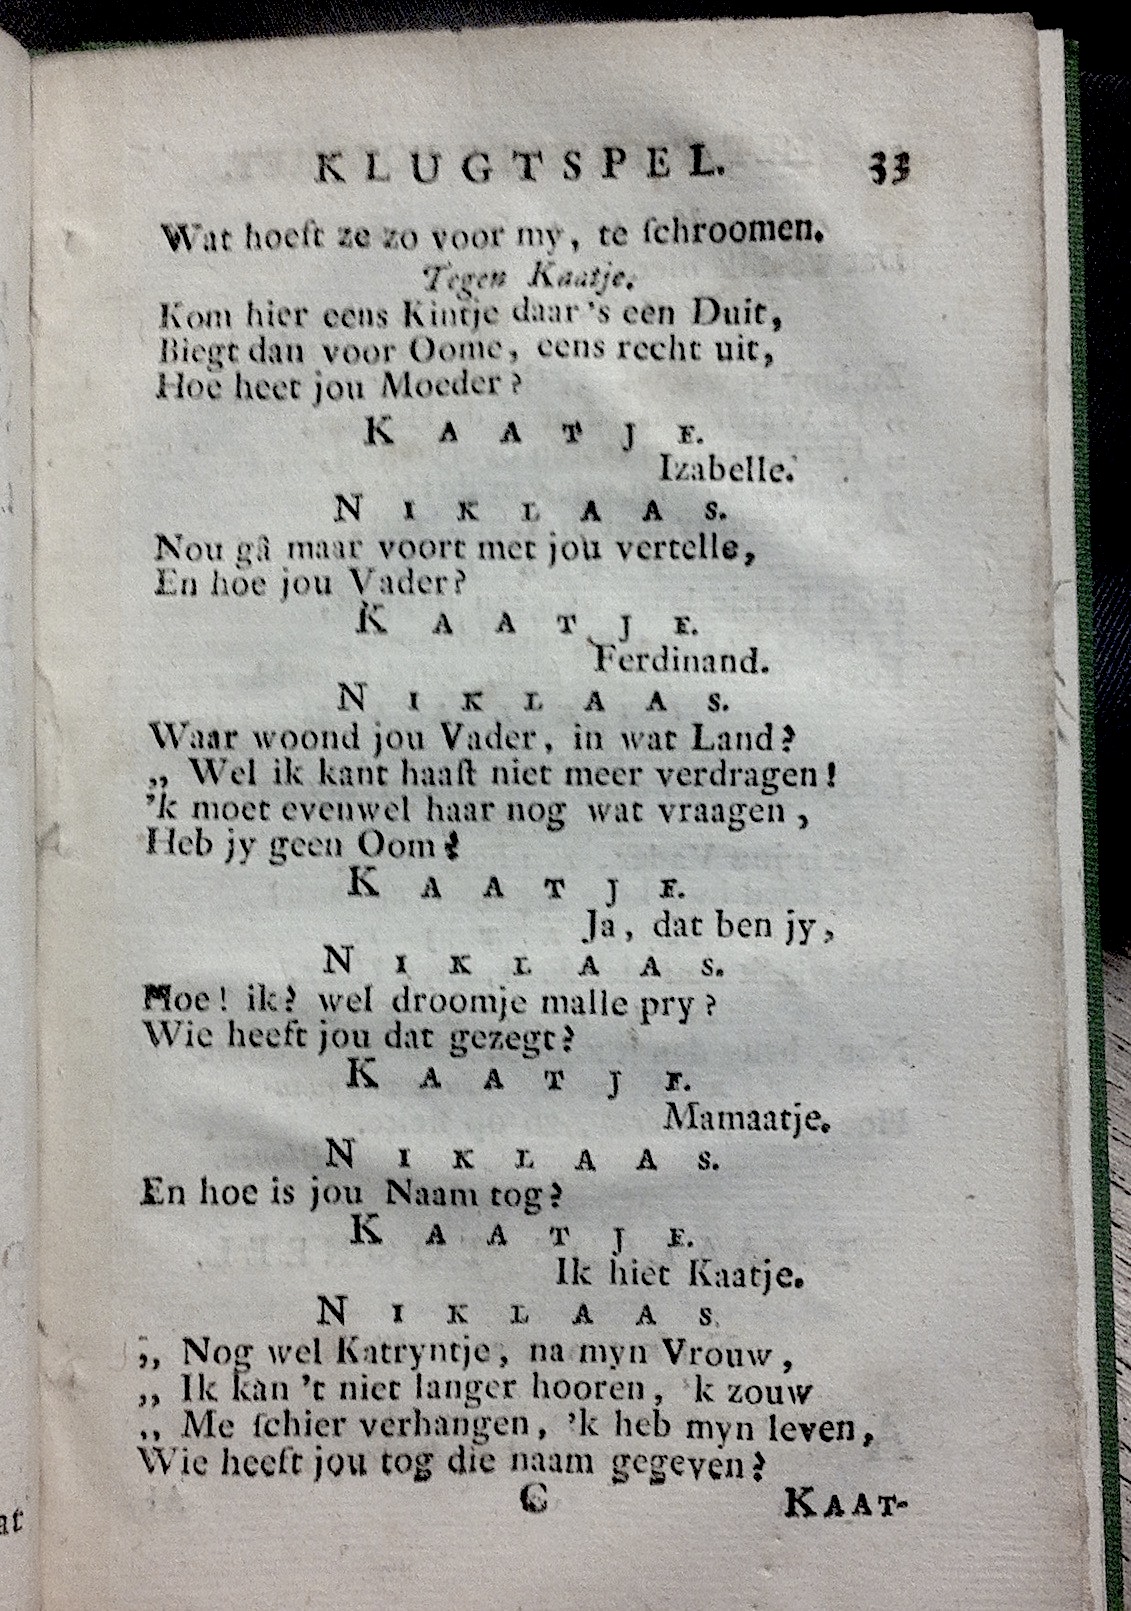 KLUGTSPEL. 33
Wat hoeft ze zo voor my, te ſchroomen.
Tegen Kaatje.
Kom hier eens Kintje daar's een Duit,
Biegt dan voor Oome, eens recht uit,
Hoe heet jou Moeder?
KAATJE.
Izabelle.
NIKLAAS.
Nou gâ maar voort met jou vertelle,
En hoe jou Vader?
KAATJE.
Ferdinand.
NIKLAAS.
Waar woond jou Vader, in wat Land?
„ Wel ik kant haaſt niet meer verdragen!
'k moet evenwel haar nog wat vraagen,
Heb jy geen Oom?
KAATJE.
Ja, dat ben jy,
NIKLAAS.
Hoe! ik? wel droomje malle pry?
Wie heeft jou dat gezegt?
KAATJE.
Mamaatje.
NIKLAAS.
En hoe is jou Naam tog?
KAATJE.
Ik hiet Kaatje.
NIKLAAS.
„ Nog wel Katryntje, na myn Vrouw,
„ Ik kan 't niet langer hooren, 'k zouw
„ Me ſchier verhangen, 'k heb myn leven,
Wie heeft jou tog die naam gegeven?
C KAAT-
at